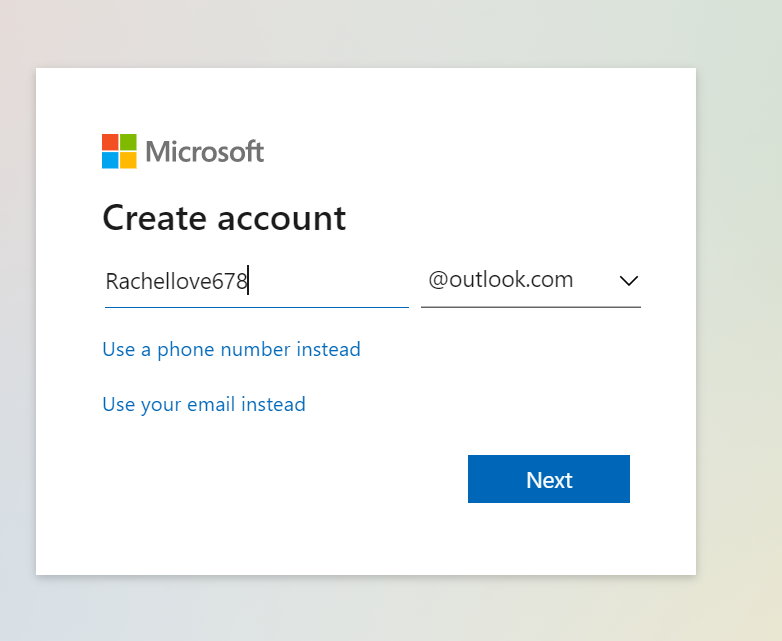 Microsoft
Create account
Rachellove678 @outlook.com
Use a phone number instead
Use your email instead
Next